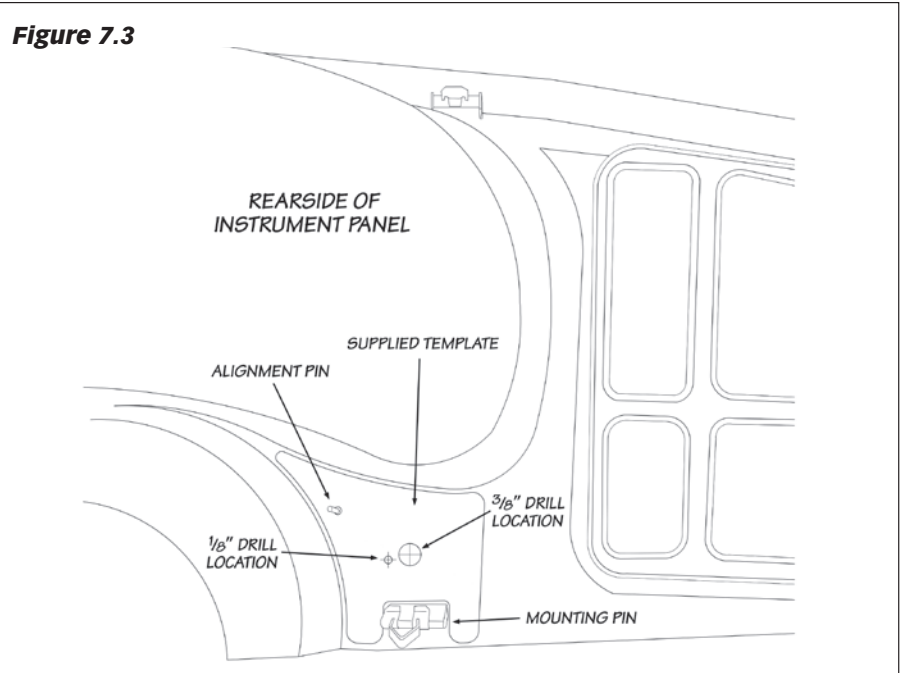 Figure 7.3
REARSIDE OF
INSTRUMENT PANEL
SUPPLIED TEMPLATE
ALIGNMENT PIN
3/8" DRILL
LOCATION
1/8" DRILL
LOCATION
MOUNTING PIN